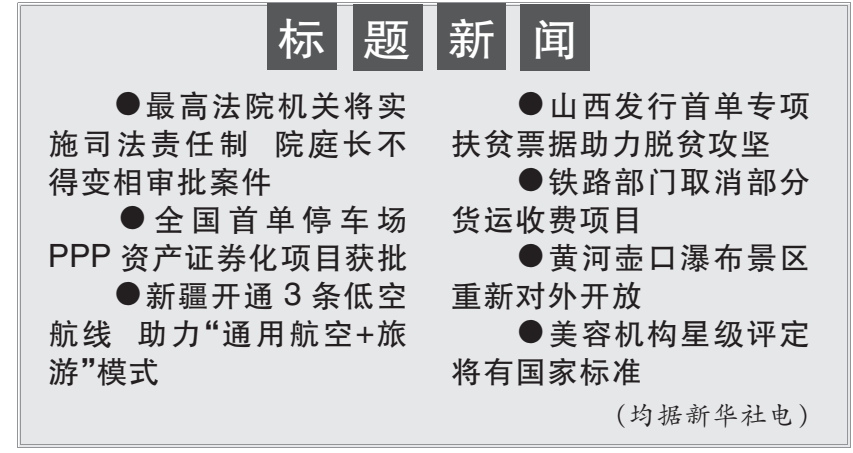 标题新闻
●最高法院机关将实
施司法责任制 院庭长不
得变相审批案件
●全国首单停车场
PPP 资产证券化项目获批
●新疆开通 3 条低空
航线 助力“通用航空+旅
游”模式
●山西发行首单专项
扶贫票据助力脱贫攻坚
●铁路部门取消部分
货运收费项目
●黄河壶口瀑布景区
重新对外开放
●美容机构星级评定
将有国家标准
（均据新华社电）